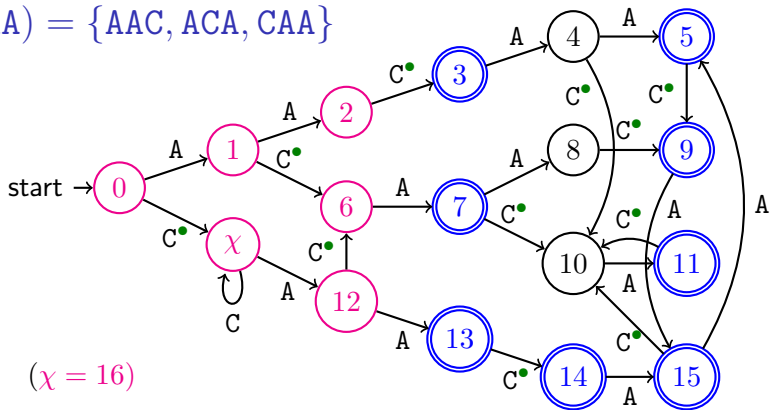 A) = {AAC, ACA, CAA}
4
A
5
A
3
C•
C•
C•
2
A
C•
1
A
8
9
A
C•
A
start
0
6
A
7
C•
C•
A
A
C•
χ
C•
10
11
A
C
A
12
A
13
C•
C•
14
A
15
(χ = 16)